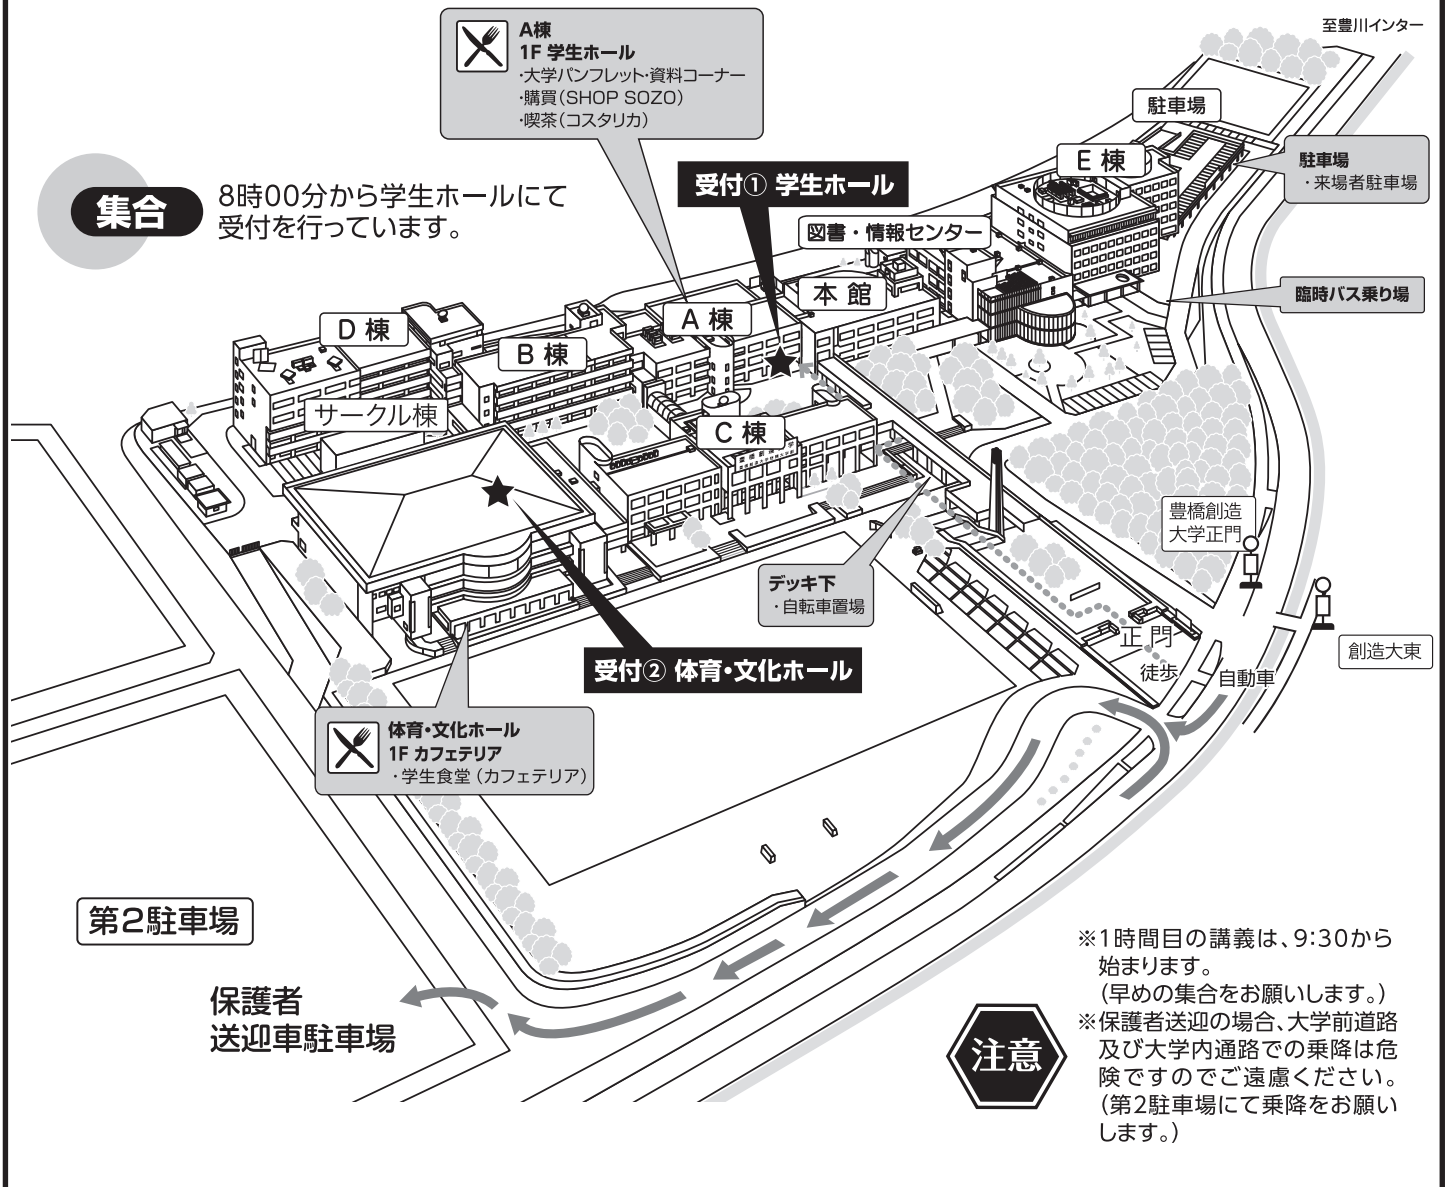 至豊川インター
A棟
1F 学生ホール
・大学パンフレット・資料コーナー
・購買(SHOP SOZO)
・喫茶(コスタリカ)
駐車場
駐車場
・来場者駐車場
E 棟
受付① 学生ホール
集合
8時00分から学生ホールにて
受付を行っています。
図書・情報センター
本 館
臨時バス乗り場
A 棟
D 棟
B 棟
サークル棟
C 棟
豊橋創造
大学正門
デッキ下
・自転車置場
正 門
徒歩
自動車
創造大東
受付② 体育・文化ホール
体育・文化ホール
1F カフェテリア
・学生食堂(カフェテリア)
第2駐車場
保護者
送迎車駐車場
注意
※1時間目の講義は、9:30から
始まります。
(早めの集合をお願いします。)
※保護者送迎の場合、大学前道路
及び大学内通路での乗降は危
険ですのでご遠慮ください。
(第2駐車場にて乗降をお願い
します。)